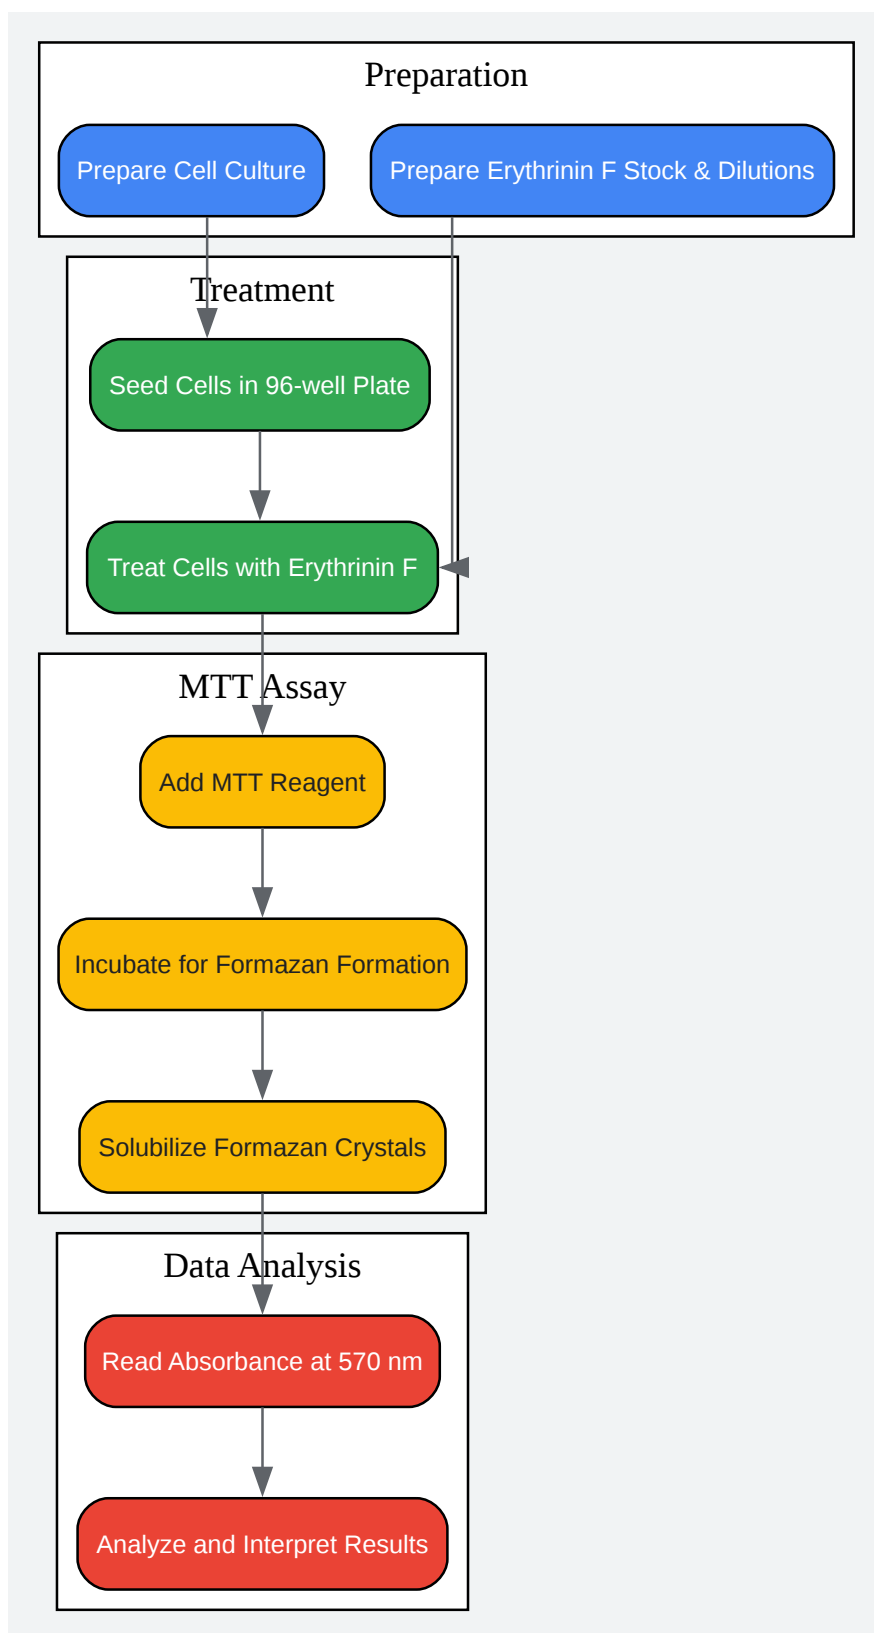 Preparation
Prepare Cell Culture
Prepare Erythrinin F Stock & Dilutions
Treatment
Seed Cells in 96-well Plate
Treat Cells with Erythrinin F
MTT Assay
Add MTT Reagent
Incubate for Formazan Formation
Solubilize Formazan Crystals
Data Analysis
Read Absorbance at 570 nm
Analyze and Interpret Results